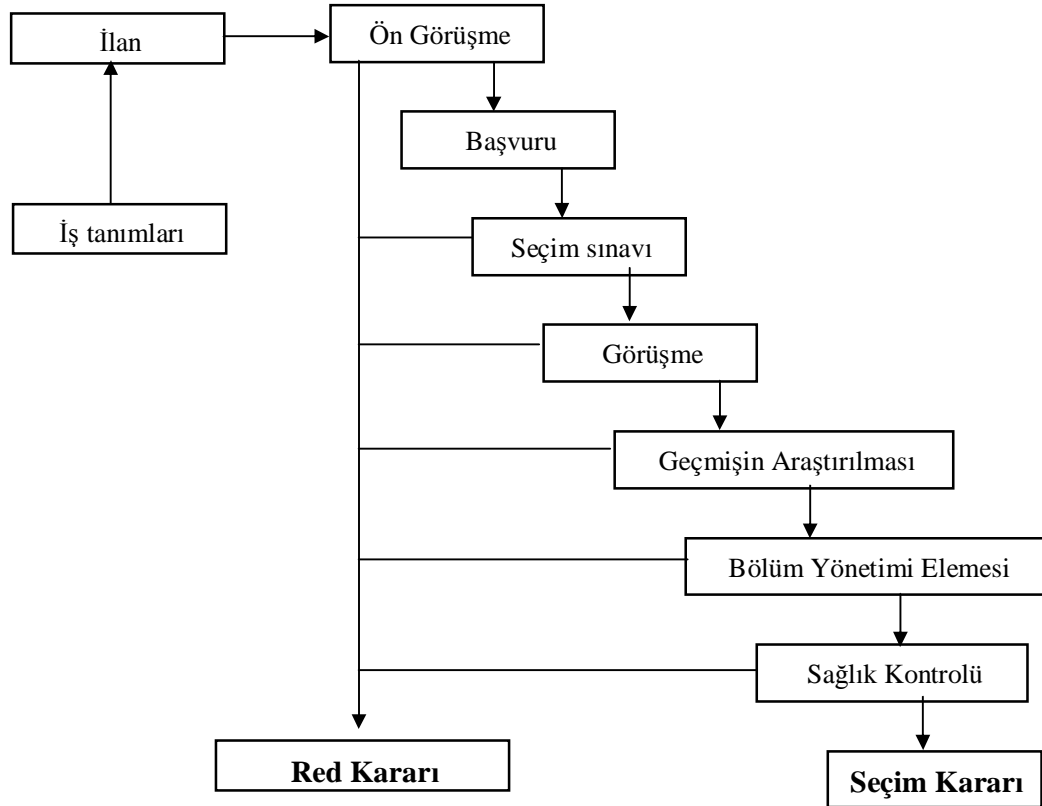 İlan
Ön Görüşme
Başvuru
İş tanımları
Seçim sınavı
Görüşme
Geçmişin Araştırılması
Bölüm Yönetimi Elemesi
Sağlık Kontrolü
Red Kararı
Seçim Kararı